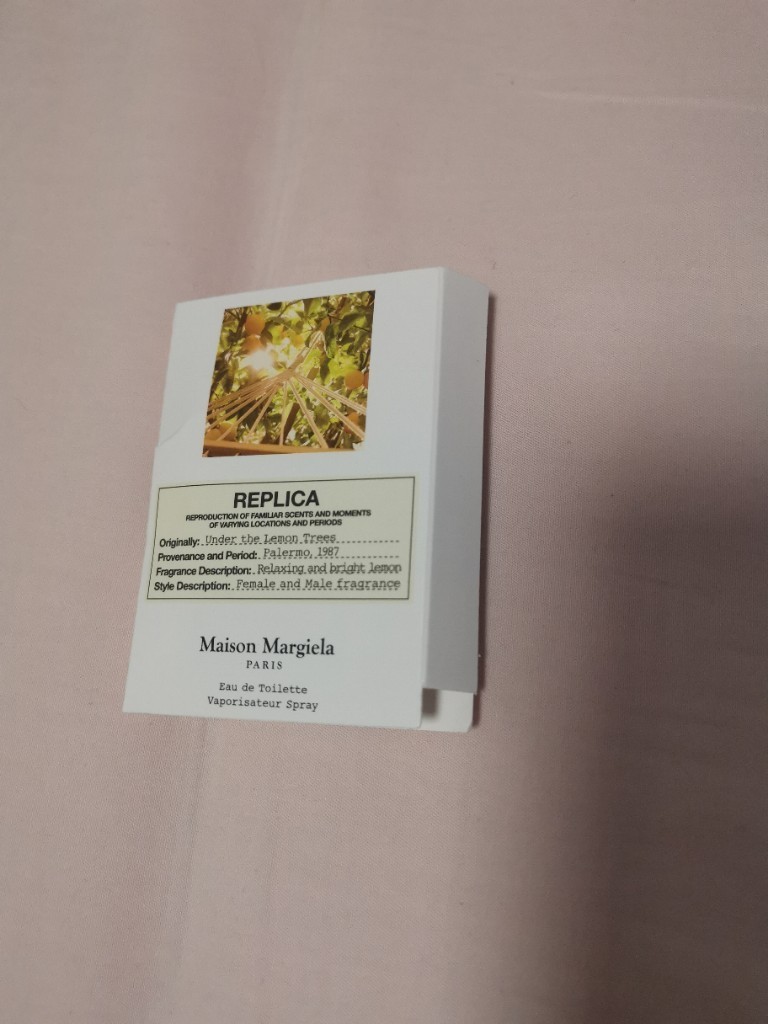 REPLICA
REPRODUCTION OF FAMILIAR SCENTS AND MOMENTS
OF VARYING LOCATIONS AND PERIODS
Originally: Under the Lemon Trees
Provenance and Period: Palermo, 1987
Fragrance Description: Relaxing and bright lemon
Style Description: Female and Male fragrance
Maison Margiela
PARIS
Eau de Toilette
Vaporisateur Spray